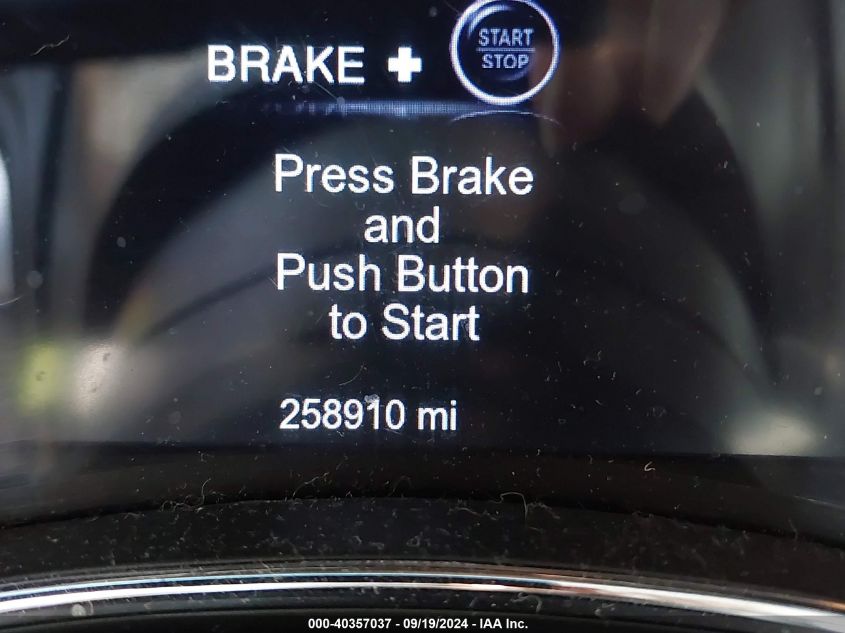 BRAKE + START
STOP
Press Brake
and
Push Button
to Start
258910 mi
000-40357037 - 09/19/2024 - IAA Inc.